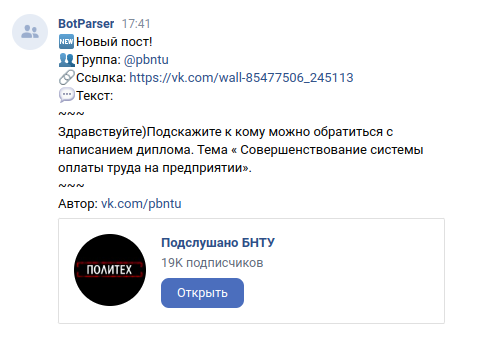 BotParser 17:41
🆕Новый пост!
👥Группа: @pbntu
🔗Ссылка: https://vk.com/wall-85477506_245113
💬Текст:
~~~
Здравствуйте)Подскажите к кому можно обратиться с
написанием диплома. Тема « Совершенствование системы
оплаты труда на предприятии».
~~~
Автор: vk.com/pbntu
ПОЛИТЕХ
Подслушано БНТУ
19K подписчиков
Открыть